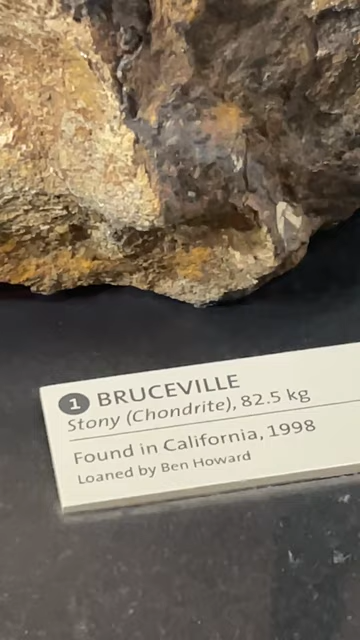 1 BRUCEVILLE
Stony (Chondrite), 82.5 kg
Found in California, 1998
Loaned by Ben Howard